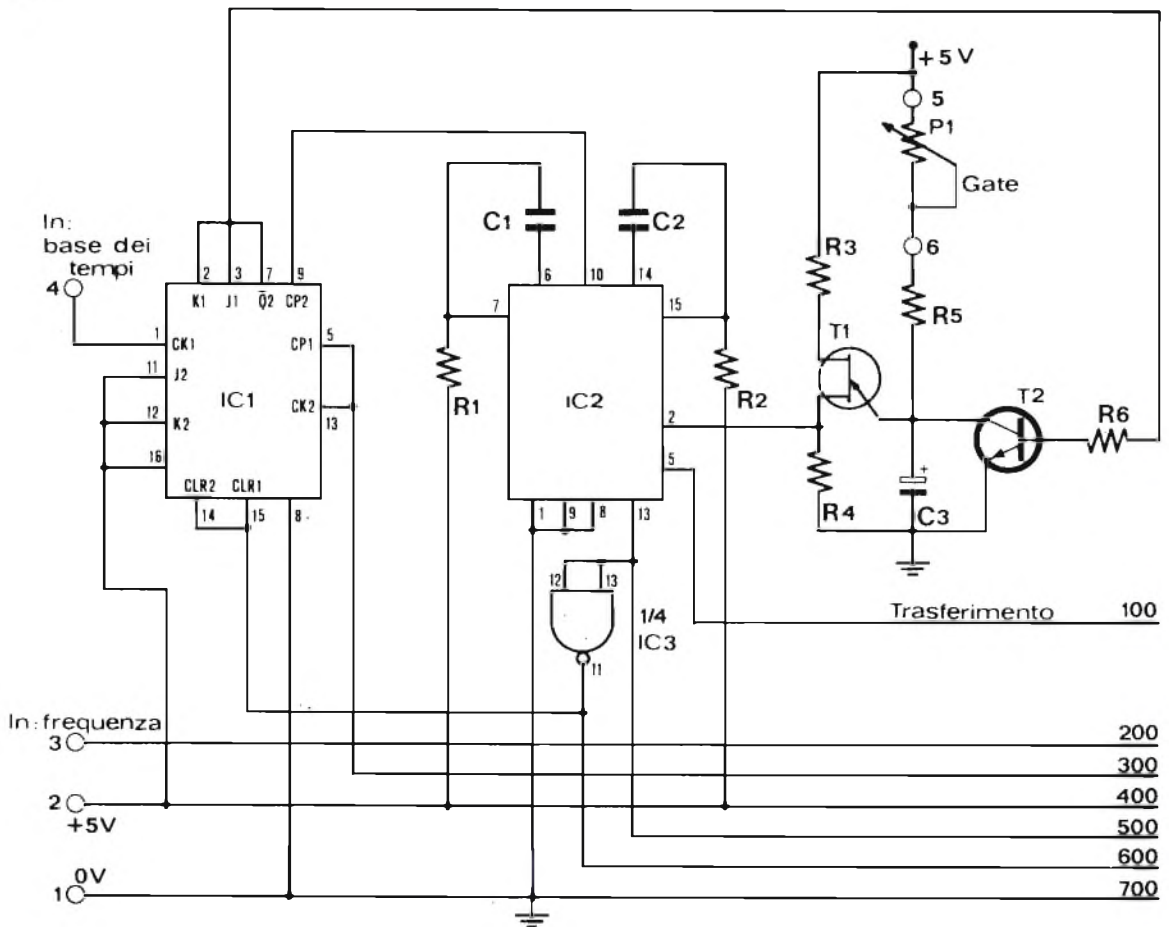 +5V
5
P1
Gate
6
R5
R3
T1
T2
R6
R4
+
C3
In:
base dei
tempi
4
2 3 7 9
K1 J1 Q̄2 CP2
1
CK1
CP1
5
11
J2
IC1
CK2
13
12
K2
16
CLR2 CLR1
14 15 8
C1
C2
6 10 14
7
15
R1
IC2
R2
2
5
1 9 8 13
12 13
1/4
IC3
11
Trasferimento 100
In: frequenza
3
200
300
2
400
+5V
500
600
0V
1
700